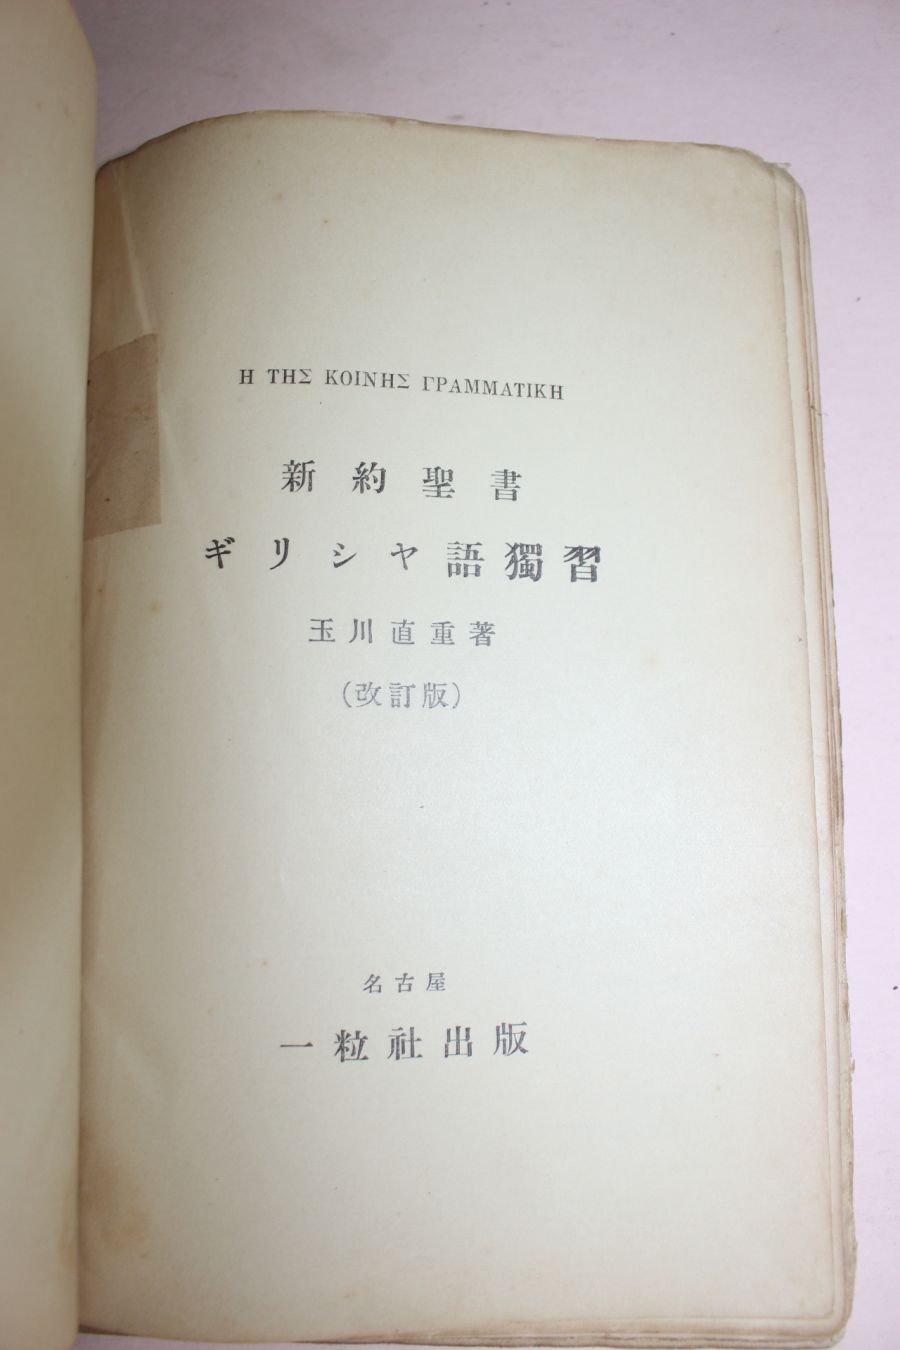 Η ΤΗΣ ΚΟΙΝΗΣ ΓΡΑΜΜΑΤΙΚΗ
新約聖書
ギリシヤ語獨習
玉川直重著
(改訂版)
名古屋
一粒社出版